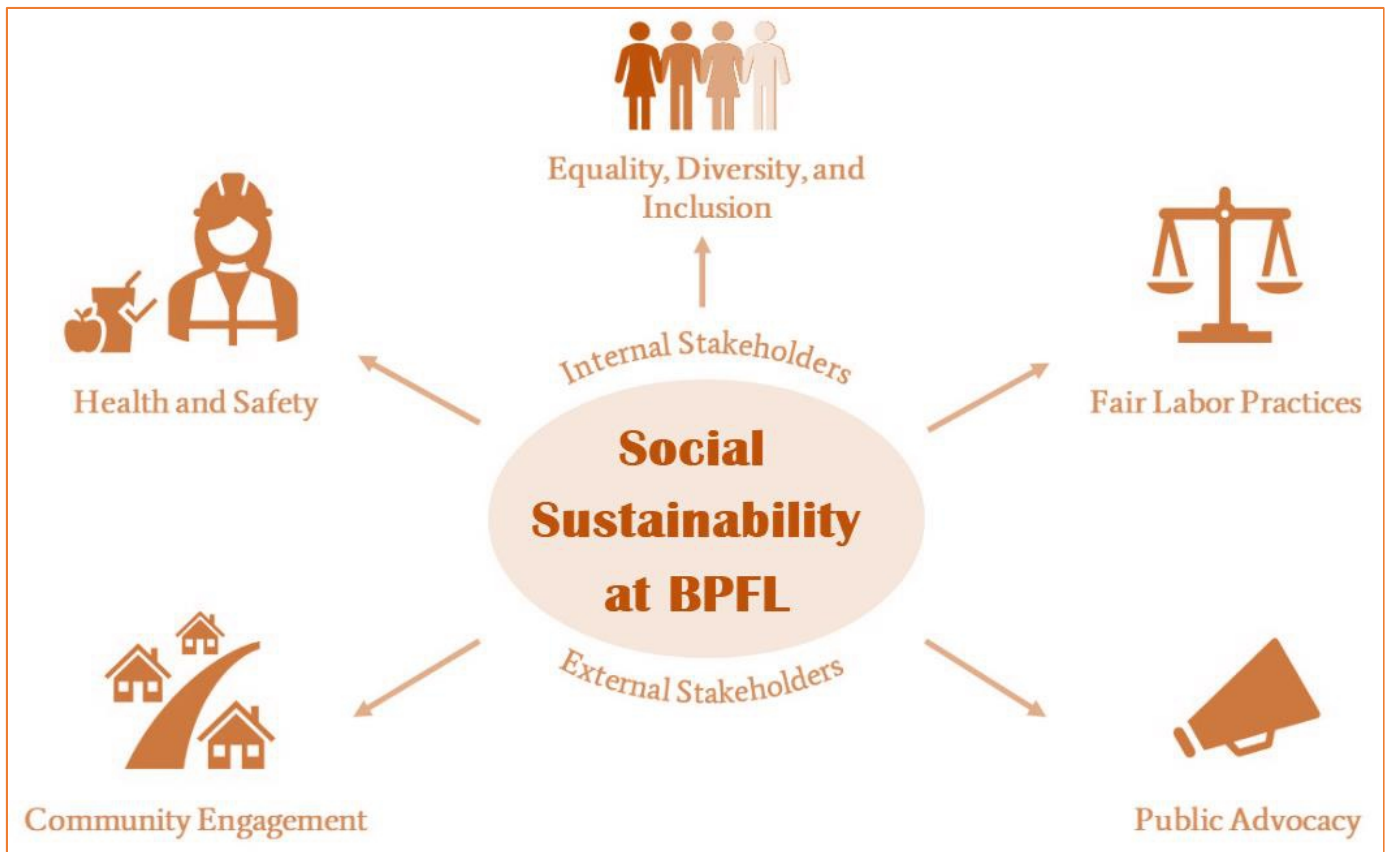 Equality, Diversity, and
Inclusion
Health and Safety
Fair Labor Practices
Internal Stakeholders
Social
Sustainability
at BPFL
External Stakeholders
Community Engagement
Public Advocacy